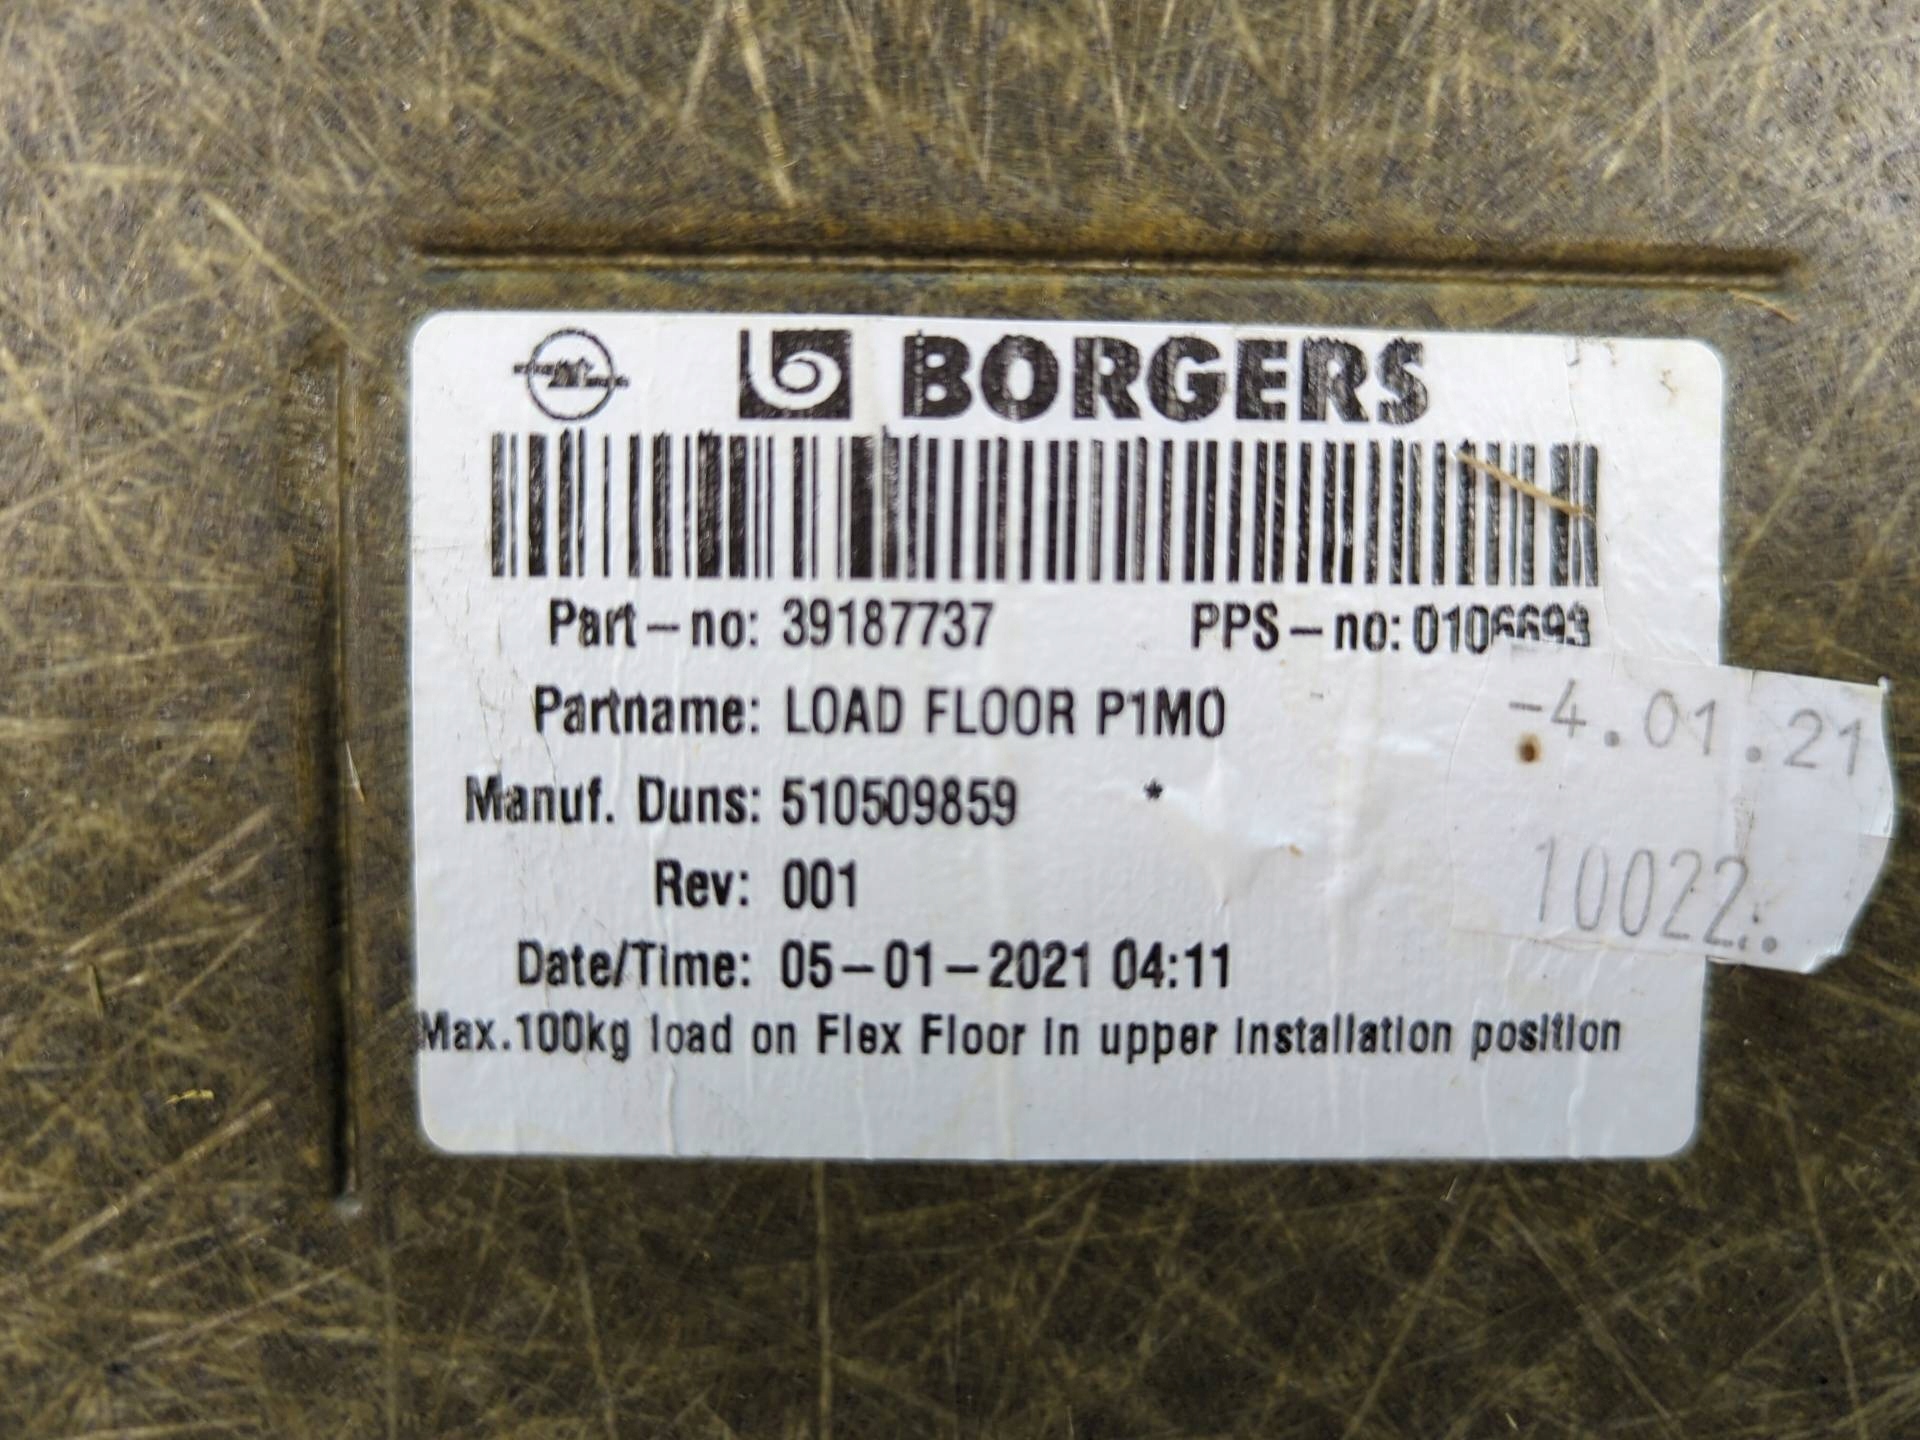 BORGERS
Part-no: 39187737 PPS-no: 0106693
Partname: LOAD FLOOR P1MO
-4.01.21
Manuf. Duns: 510509859 *
Rev: 001
10022.
Date/Time: 05-01-2021 04:11
Max.100kg load on Flex Floor in upper installation position